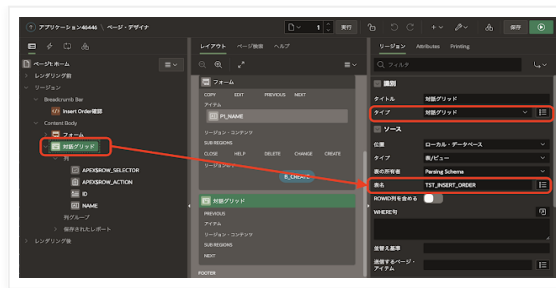 アプリケーション46446 \ ページ・デザイナ
1
実行
保存
ページ1: ホーム
レンダリング前
リージョン
Breadcrumb Bar
Insert Order確認
Content Body
フォーム
対話グリッド
列
APEX$ROW_SELECTOR
APEX$ROW_ACTION
ID
NAME
列グループ
保存されたレポート
レンダリング後
レイアウト
ページ検索
ヘルプ
フォーム
COPY EDIT PREVIOUS NEXT
アイテム
P1_NAME
リージョン・コンテンツ
SUB REGIONS
CLOSE HELP DELETE CHANGE CREATE
B_CREATE
対話グリッド
PREVIOUS
アイテム
リージョン・コンテンツ
SUB REGIONS
NEXT
FOOTER
リージョン Attributes Printing
フィルタ
識別
タイトル 対話グリッド
タイプ 対話グリッド
ソース
位置 ローカル・データベース
タイプ 表/ビュー
表の所有者 Parsing Schema
表名 TST_INSERT_ORDER
ROWID列を含める
WHERE句
並替え基準
送信するページ・
アイテム